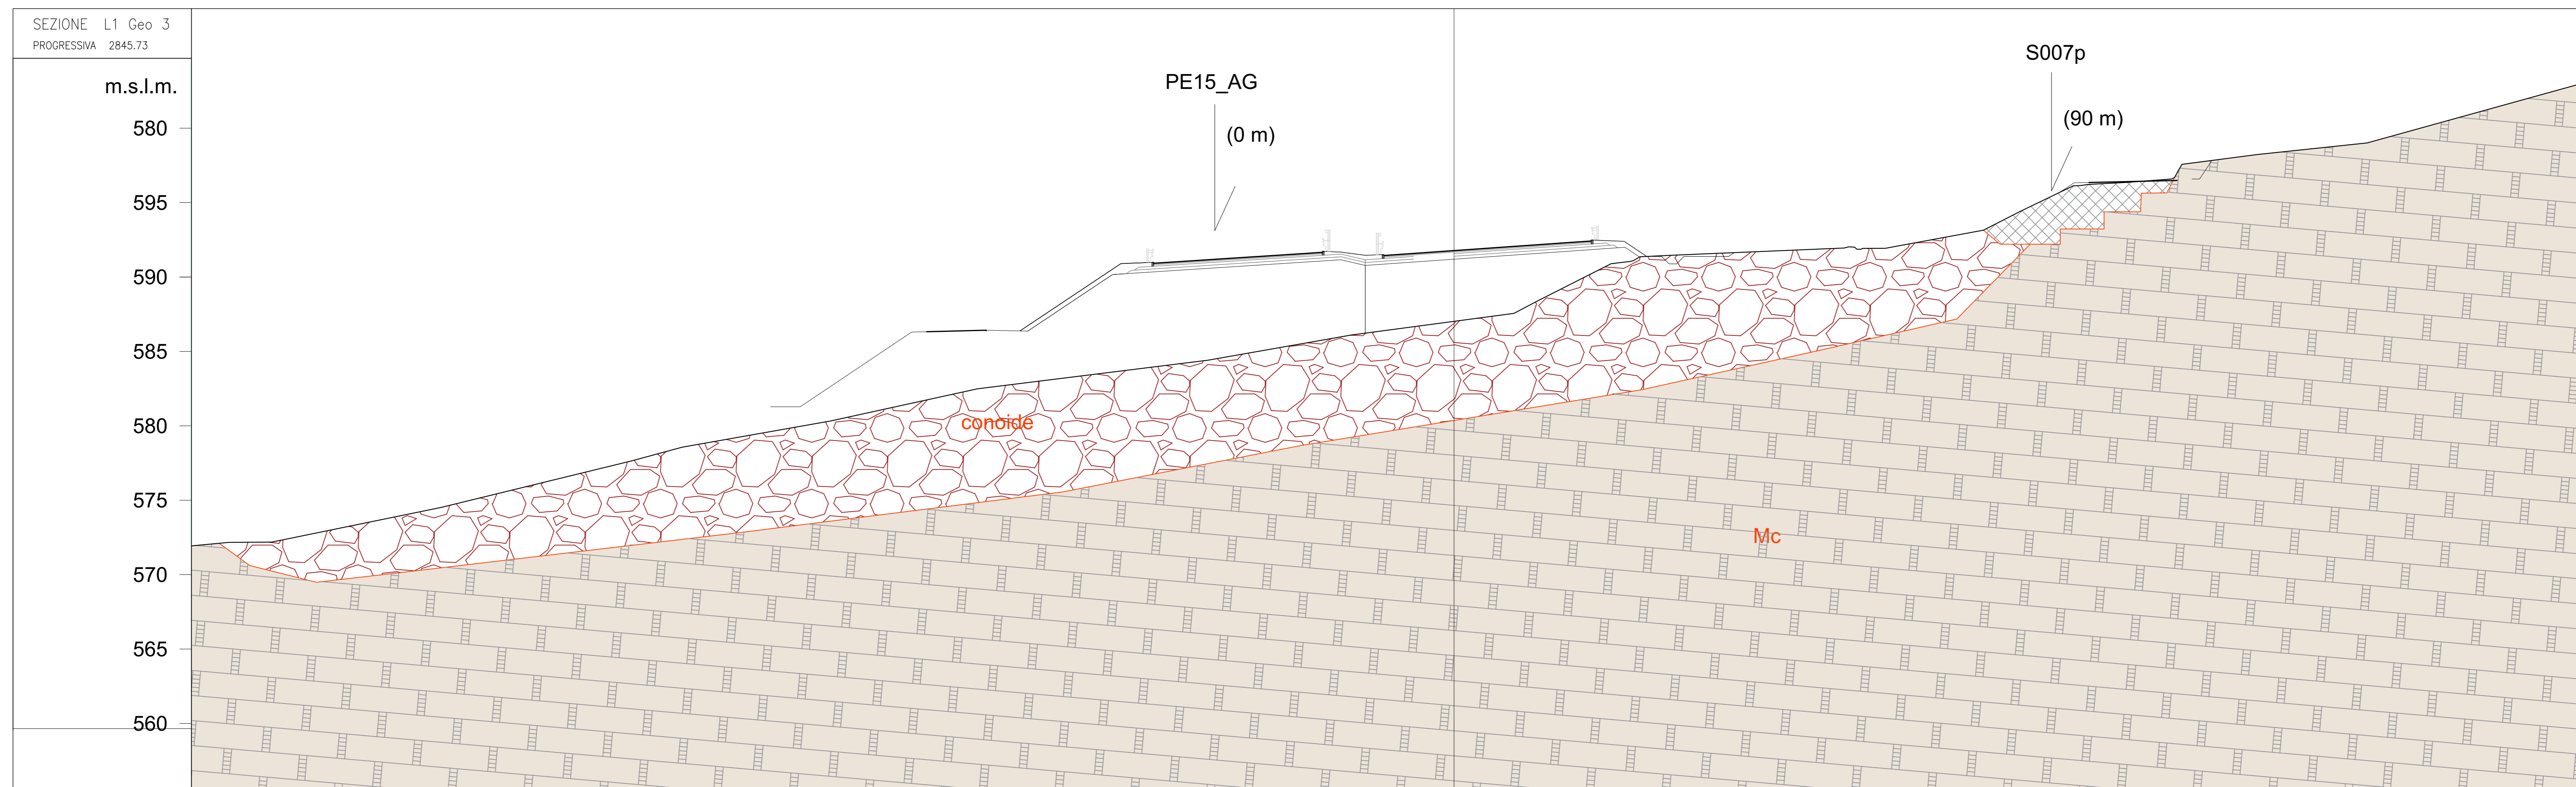 SEZIONE L1 Geo 3
PROGRESSIVA 2845.73
m.s.l.m.
S007p
PE15_AG
(90 m)
580
(0 m)
595
590
585
580
conoide
575
Mc
570
565
560